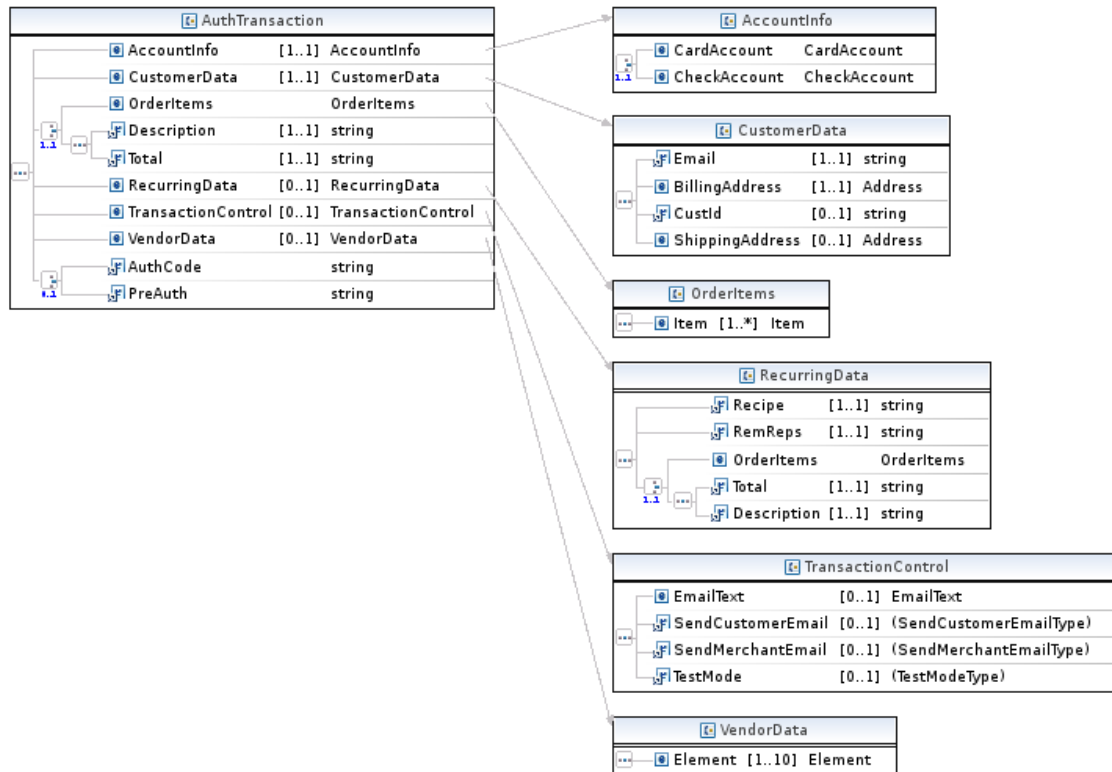 AuthTransaction
AccountInfo [1..1] AccountInfo
CustomerData [1..1] CustomerData
OrderItems OrderItems
1..1
Description [1..1] string
Total [1..1] string
RecurringData [0..1] RecurringData
TransactionControl [0..1] TransactionControl
VendorData [0..1] VendorData
AuthCode string
0..1
PreAuth string
AccountInfo
CardAccount CardAccount
1..1
CheckAccount CheckAccount
CustomerData
Email [1..1] string
BillingAddress [1..1] Address
CustId [0..1] string
ShippingAddress [0..1] Address
OrderItems
Item [1..*] Item
RecurringData
Recipe [1..1] string
RemReps [1..1] string
OrderItems OrderItems
1..1
Total [1..1] string
Description [1..1] string
TransactionControl
EmailText [0..1] EmailText
SendCustomerEmail [0..1] (SendCustomerEmailType)
SendMerchantEmail [0..1] (SendMerchantEmailType)
TestMode [0..1] (TestModeType)
VendorData
Element [1..10] Element